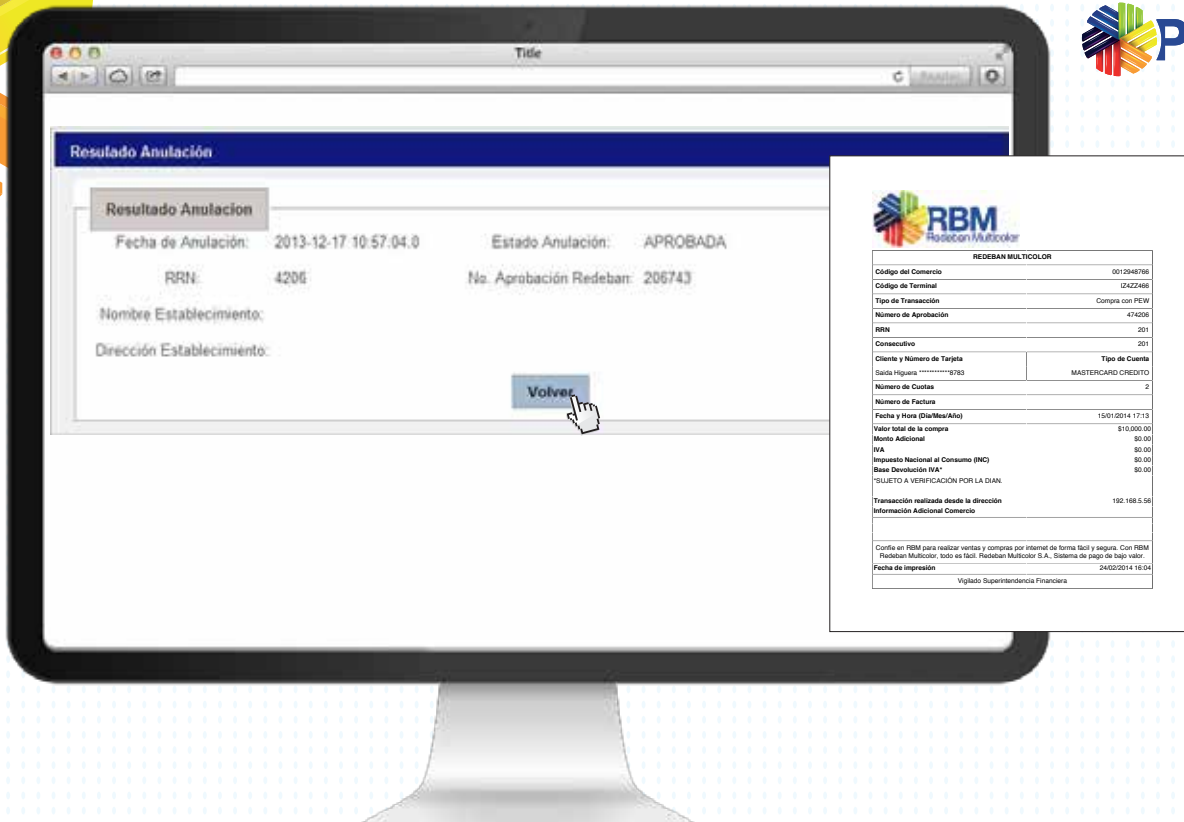 Title
Reader
P
Resulado Anulación
Resultado Anulacion
Fecha de Anulación: 2013-12-17 10:57:04.0 Estado Anulación: APROBADA
RRN: 4206 No. Aprobación Redeban: 206743
Nombre Establecimiento:
Dirección Establecimiento:
Volver
RBM
Redeban Multicolor
REDEBAN MULTICOLOR
Código del Comercio 0012948766
Código de Terminal IZ4ZZ466
Tipo de Transacción Compra con PEW
Número de Aprobación 474206
RRN 201
Consecutivo 201
Cliente y Número de Tarjeta Tipo de Cuenta
Saida Higuera ************8783 MASTERCARD CREDITO
Número de Cuotas 2
Número de Factura
Fecha y Hora (Día/Mes/Año) 15/01/2014 17:13
Valor total de la compra $10,000.00
Monto Adicional $0.00
IVA $0.00
Impuesto Nacional al Consumo (INC) $0.00
Base Devolución IVA* $0.00
*SUJETO A VERIFICACIÓN POR LA DIAN.
Transacción realizada desde la dirección 192.168.5.56
Información Adicional Comercio
Confíe en RBM para realizar ventas y compras por internet de forma fácil y segura. Con RBM
Redeban Multicolor, todo es fácil. Redeban Multicolor S.A., Sistema de pago de bajo valor.
Fecha de impresión 24/02/2014 16:04
Vigilado Superintendencia Financiera